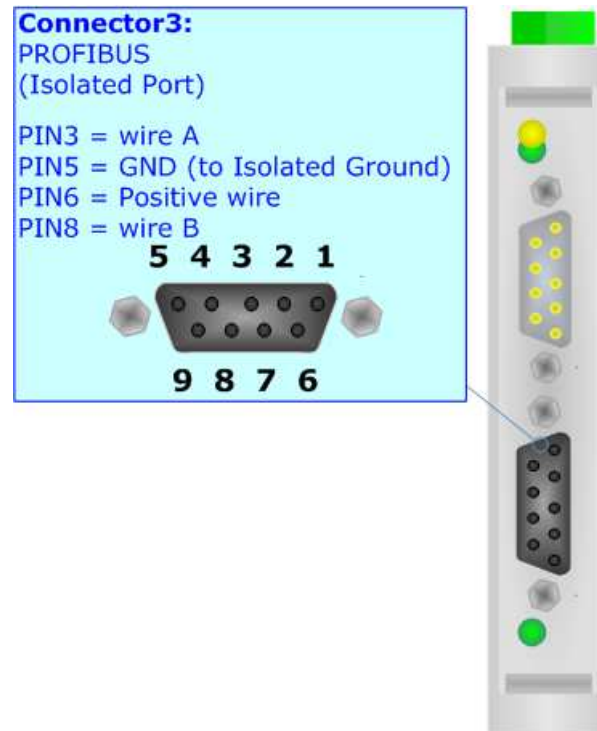 Connector3:
PROFIBUS
(Isolated Port)
PIN3 = wire A
PIN5 = GND (to Isolated Ground)
PIN6 = Positive wire
PIN8 = wire B
5 4 3 2 1
9 8 7 6